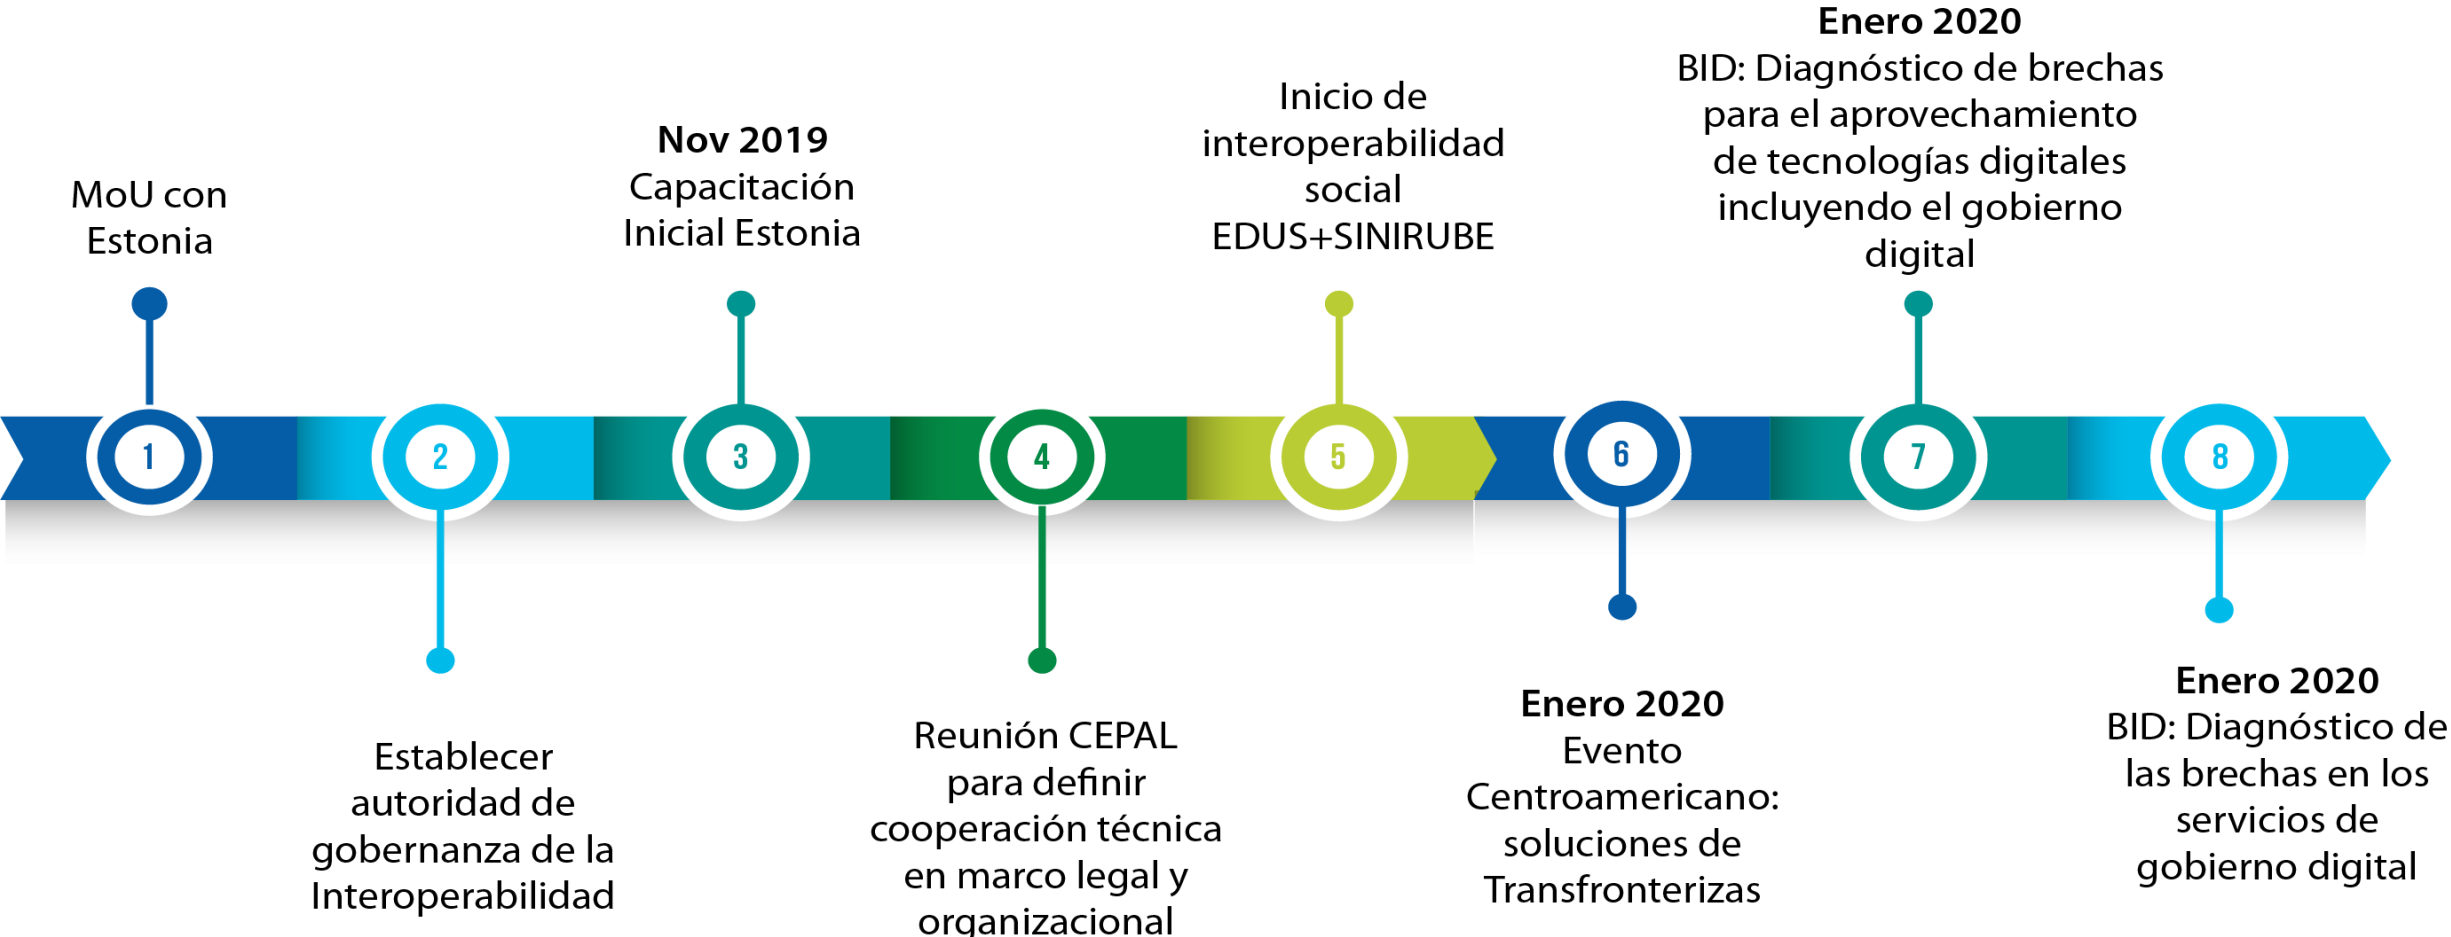 MoU con
Estonia
1
Establecer
autoridad de
gobernanza de la
Interoperabilidad
2
Nov 2019
Capacitación
Inicial Estonia
3
Reunión CEPAL
para definir
cooperación técnica
en marco legal y
organizacional
4
Inicio de
interoperabilidad
social
EDUS+SINIRUBE
5
Enero 2020
Evento
Centroamericano:
soluciones de
Transfronterizas
6
Enero 2020
BID: Diagnóstico de brechas
para el aprovechamiento
de tecnologías digitales
incluyendo el gobierno
digital
7
Enero 2020
BID: Diagnóstico de
las brechas en los
servicios de
gobierno digital
8